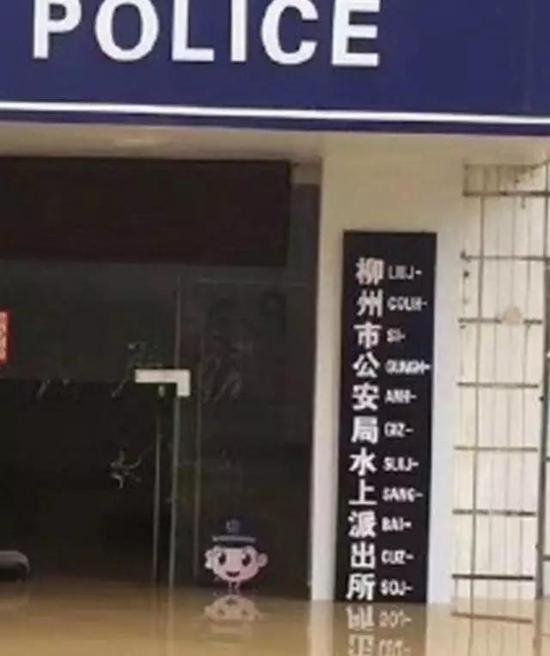 POLICE
柳州市公安局水上派出所
LIUJ-
COUH-
SI-
GUNGH-
ANH-
GIZ-
SUIJ-
SANG-
BAI-
CUZ-
SOJ-